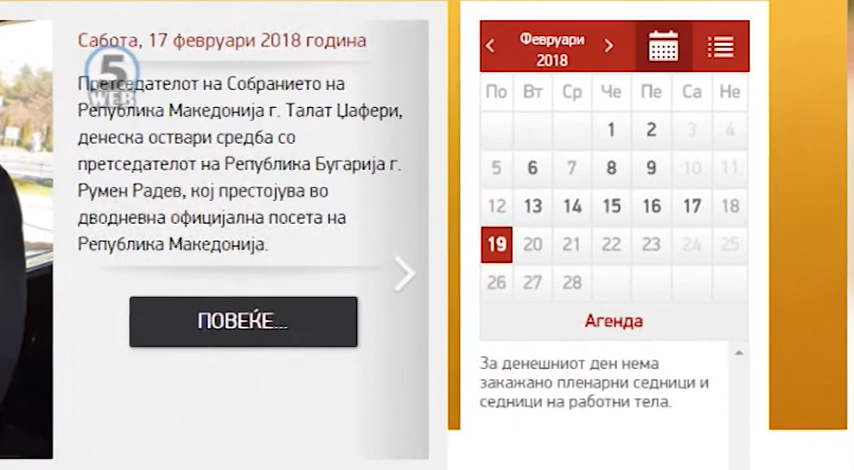 Сабота, 17 февруари 2018 година
5
WEB
Претседателот на Собранието на
Република Македонија г. Талат Џафери,
денеска оствари средба со
претседателот на Република Бугарија г.
Румен Радев, кој престојува во
дводневна официјална посета на
Република Македонија.
ПОВЕЌЕ...
Февруари
2018
По Вт Ср Че Пе Са Не
1 2 3 4
5 6 7 8 9 10 11
12 13 14 15 16 17 18
19 20 21 22 23 24 25
26 27 28
Агенда
За денешниот ден нема
закажано пленарни седници и
седници на работни тела.